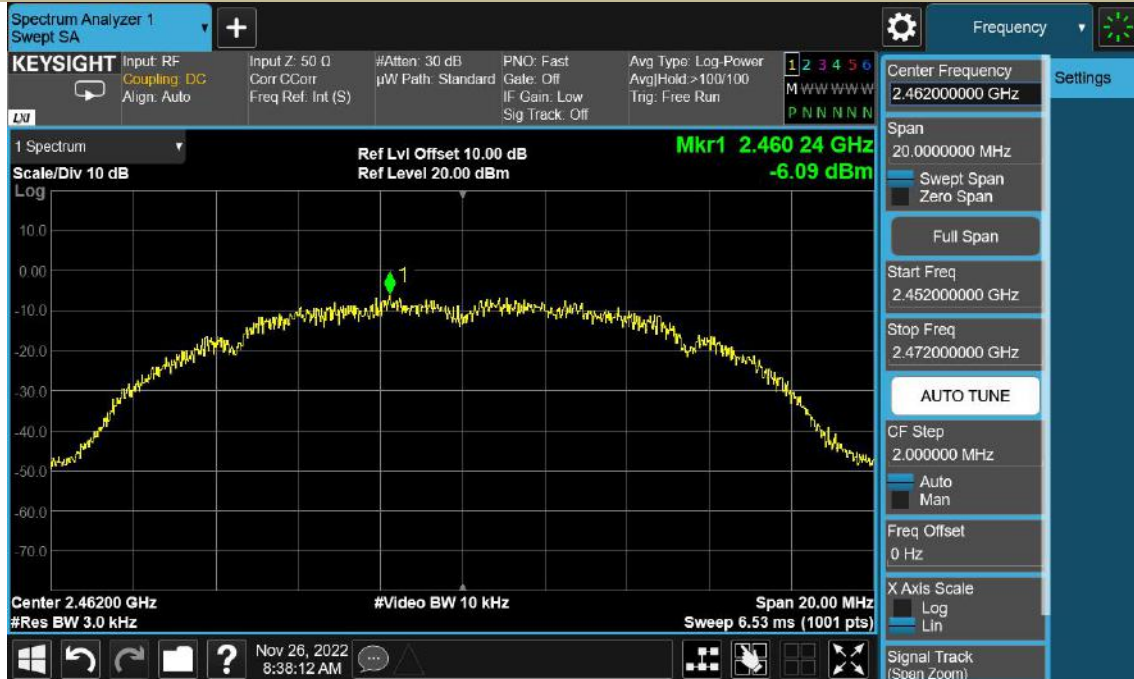 Spectrum Analyzer 1
Swept SA
+
Frequency
KEYSIGHT
LXI
Input: RF
Coupling: DC
Align: Auto
Input Z: 50 Ω
Corr CCorr
Freq Ref: Int (S)
#Atten: 30 dB
µW Path: Standard
PNO: Fast
Gate: Off
IF Gain: Low
Sig Track: Off
Avg Type: Log-Power
Avg|Hold:>100/100
Trig: Free Run
1 2 3 4 5 6
M W W W W W
P N N N N N
1 Spectrum
Scale/Div 10 dB
Log
Ref Lvl Offset 10.00 dB
Ref Level 20.00 dBm
Mkr1 2.460 24 GHz
-6.09 dBm
10.0
0.00
-10.0
-20.0
-30.0
-40.0
-50.0
-60.0
-70.0
1
Center 2.46200 GHz
#Res BW 3.0 kHz
#Video BW 10 kHz
Span 20.00 MHz
Sweep 6.53 ms (1001 pts)
?
Nov 26, 2022
8:38:12 AM
Center Frequency
2.462000000 GHz
Settings
Span
20.0000000 MHz
Swept Span
Zero Span
Full Span
Start Freq
2.452000000 GHz
Stop Freq
2.472000000 GHz
AUTO TUNE
CF Step
2.000000 MHz
Auto
Man
Freq Offset
0 Hz
X Axis Scale
Log
Lin
Signal Track
(Span Zoom)